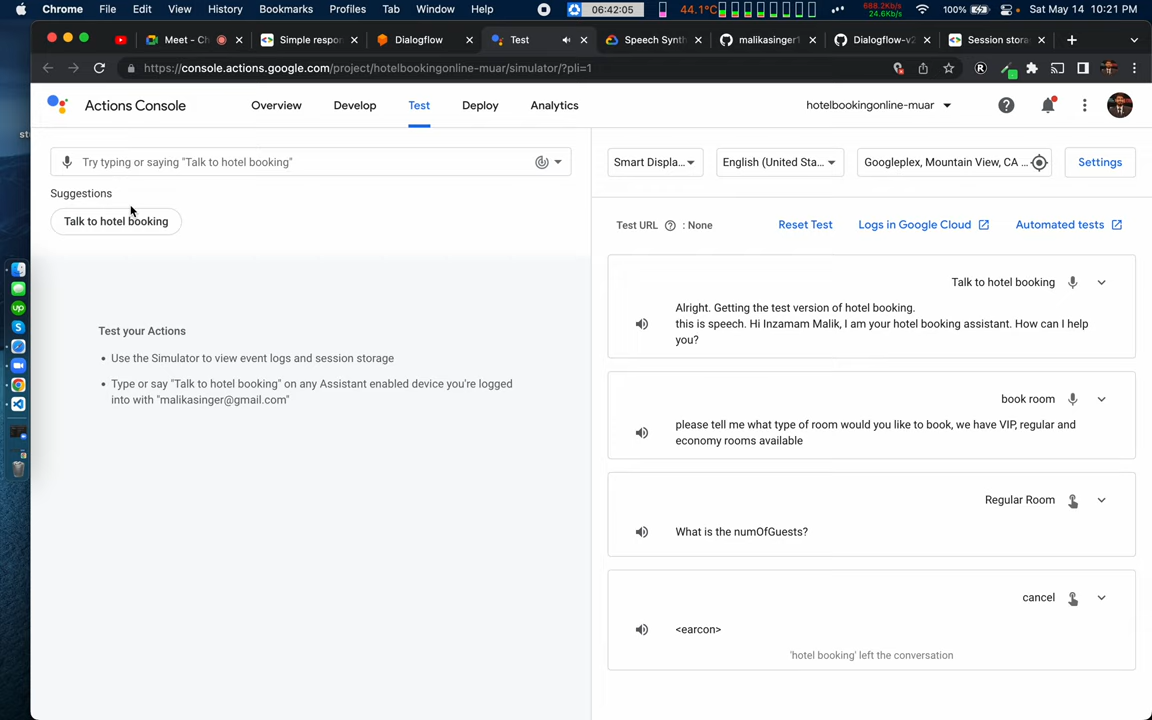 Chrome File Edit View History Bookmarks Profiles Tab Window Help 06:42:05 44.1°C 688.2Kb/s 24.6Kb/s 100% Sat May 14 10:21 PM
Meet - Ch Simple respo Dialogflow Test Speech Synth malikasinger1 Dialogflow-v2 Session stora
https://console.actions.google.com/project/hotelbookingonline-muar/simulator/?pli=1
Actions Console Overview Develop Test Deploy Analytics hotelbookingonline-muar
Try typing or saying "Talk to hotel booking"
Suggestions
Talk to hotel booking
Test your Actions
• Use the Simulator to view event logs and session storage
• Type or say "Talk to hotel booking" on any Assistant enabled device you're logged
into with "malikasinger@gmail.com"
Smart Displa... English (United Sta... Googleplex, Mountain View, CA ... Settings
Test URL : None Reset Test Logs in Google Cloud Automated tests
Talk to hotel booking
Alright. Getting the test version of hotel booking.
this is speech. Hi Inzamam Malik, I am your hotel booking assistant. How can I help
you?
book room
please tell me what type of room would you like to book, we have VIP, regular and
economy rooms available
Regular Room
What is the numOfGuests?
cancel
<earcon>
'hotel booking' left the conversation